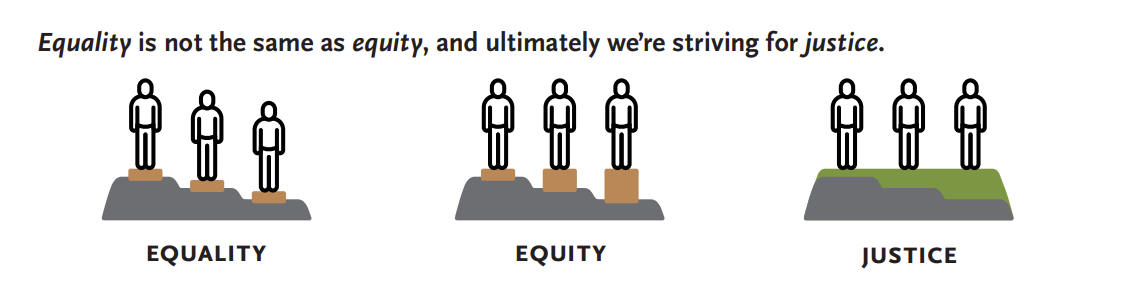 Equality is not the same as equity, and ultimately we’re striving for justice.
EQUALITY
EQUITY
JUSTICE